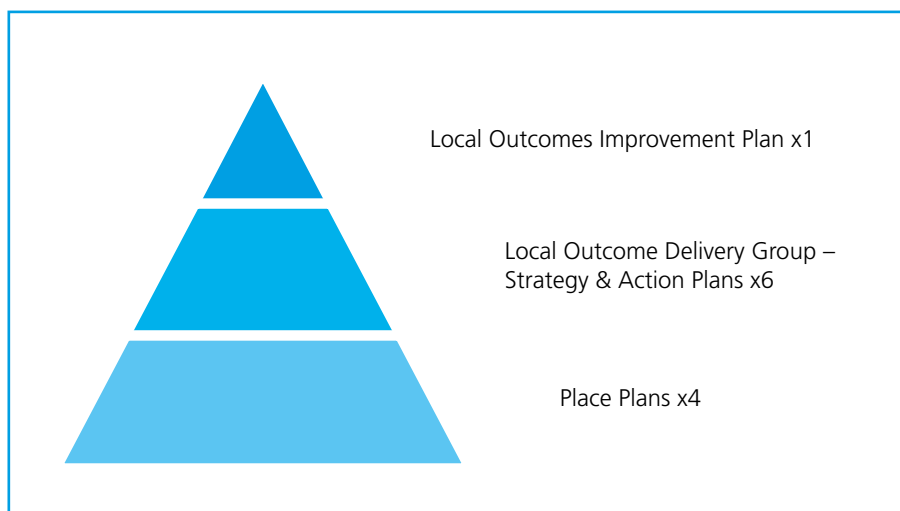 Local Outcomes Improvement Plan x1
Local Outcome Delivery Group –
Strategy & Action Plans x6
Place Plans x4